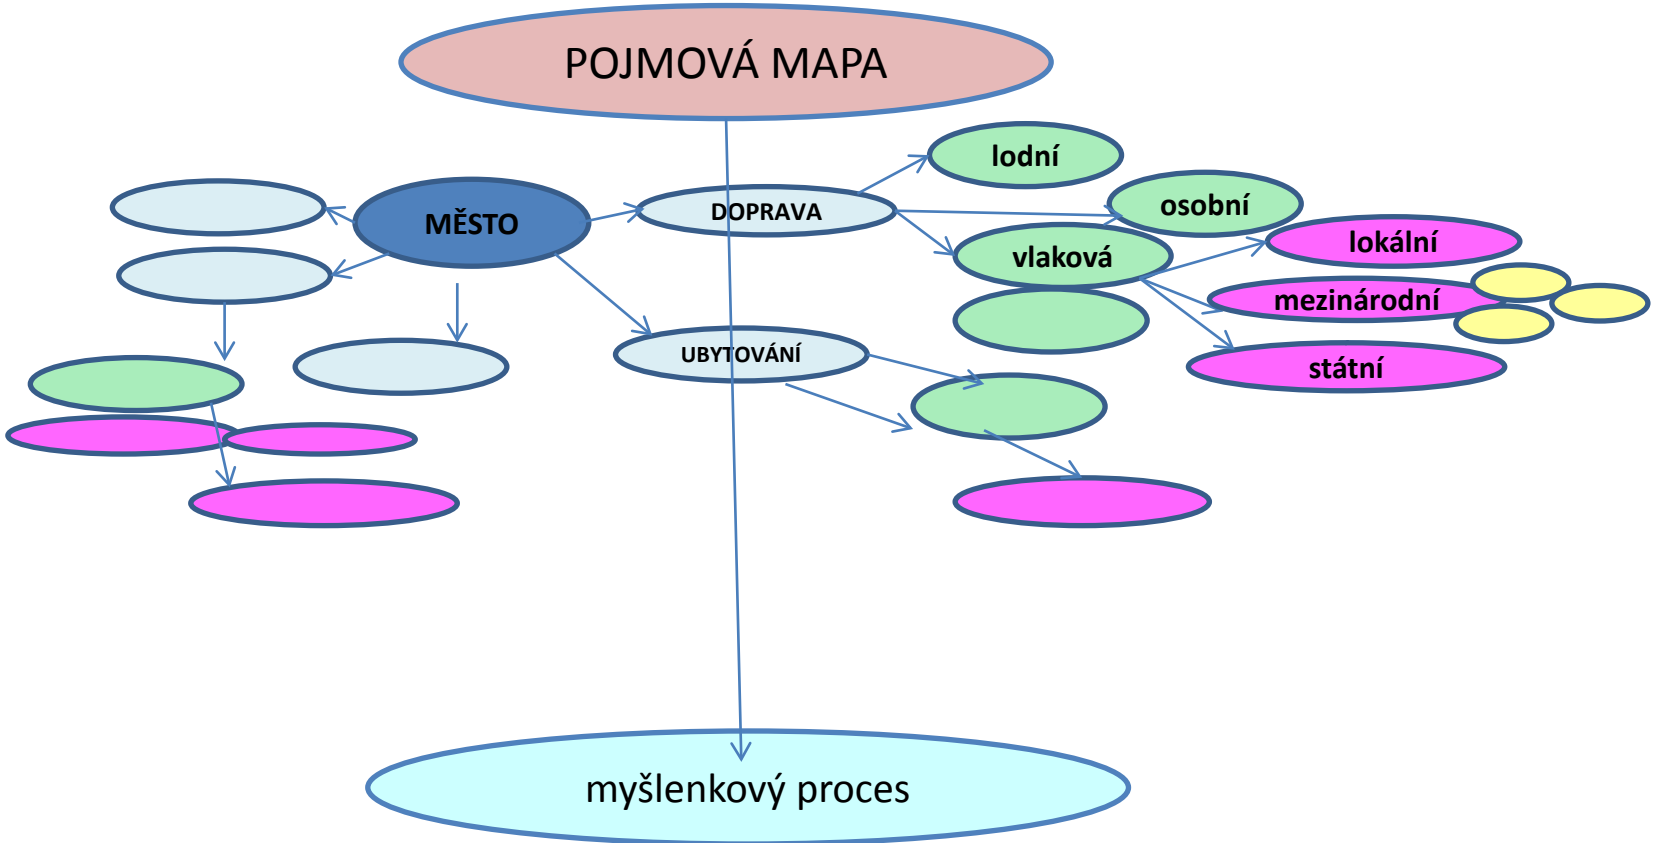 POJMOVÁ MAPA
lodní
osobní
MĚSTO
DOPRAVA
lokální
vlaková
mezinárodní
UBYTOVÁNÍ
státní
myšlenkový proces